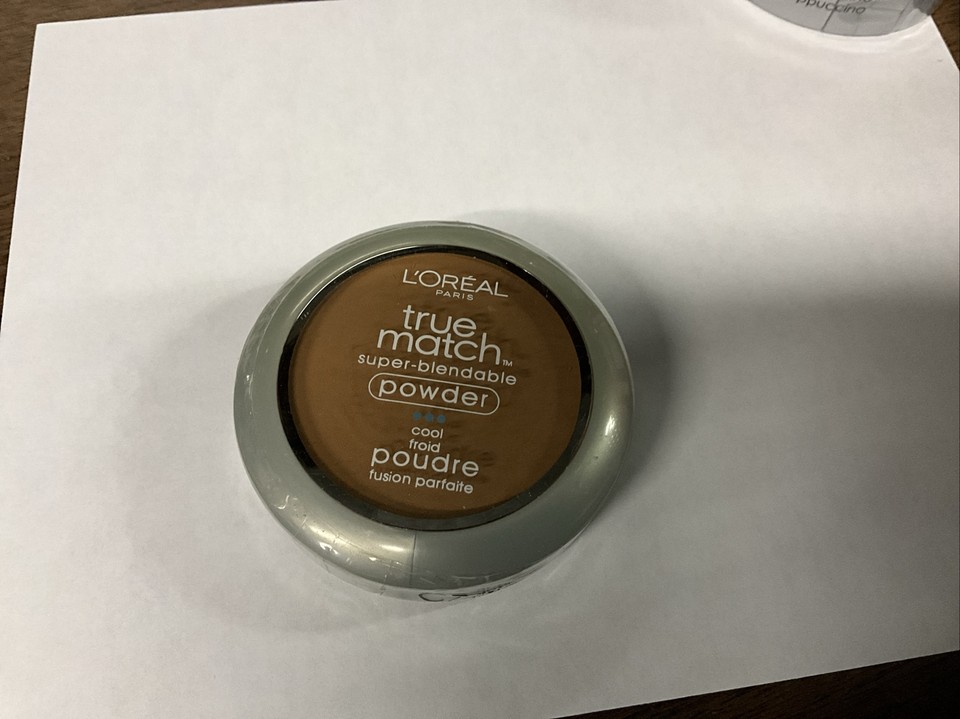 L'ORÉAL
PARIS
true
match™
super-blendable
powder
cool
froid
poudre
fusion parfaite